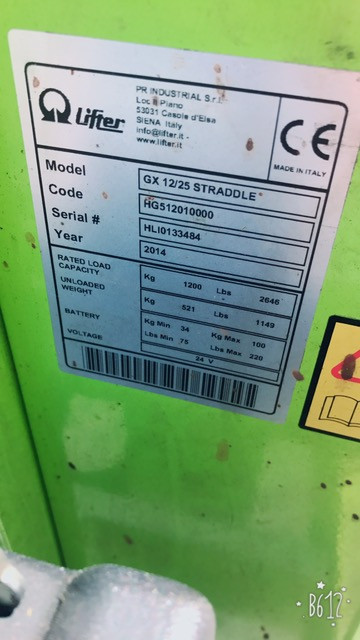 Lifter
PR INDUSTRIAL S.r.l.
Loc. Il Piano
53031 Casole d'Elsa
SIENA Italy
info@lifter.it -
www.lifter.it
CE
MADE IN ITALY
Model GX 12/25 STRADDLE
Code HG512010000
Serial # HLI0133484
Year 2014
RATED LOAD CAPACITY Kg 1200 Lbs 2646
UNLOADED WEIGHT Kg 521 Lbs 1149
BATTERY Kg Min 34 Kg Max 100
Lbs Min 75 Lbs Max 220
VOLTAGE 24 V
B612